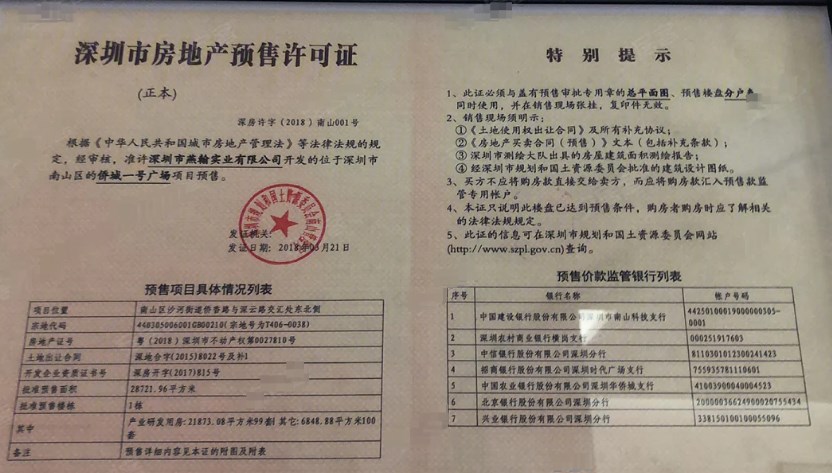 深圳市房地产预售许可证
(正本)
深房许字(2018)南山001号
根据《中华人民共和国城市房地产管理法》等法律法规的规
定,经审核,准许深圳市燕翰实业有限公司开发的位于深圳市
南山区的侨城一号广场项目预售。
发证机关:
发证日期:2018年03月21日
预售项目具体情况列表
项目位置 南山区沙河街道侨香路与深云路交汇处东北侧
宗地代码 440305006001GB00210(宗地号为T406-0038)
房地产证号 粤(2018)深圳市不动产权第0027810号
土地出让合同 深地合字(2015)8022号及补1
开发企业资质证书号 深房开字(2017)815号
批准预售面积 28721.96平方米
批准预售楼栋 1栋
其中 产业研发用房:21873.08平方米99套| 其它:6848.88平方米100
套
备注 预售详细内容见本证的附图及附表
特别提示
1、此证必须与盖有预售审批专用章的总平面图、预售楼盘分户
同时使用,并在销售现场张挂,复印件无效。
2、销售现场须明示:
①《土地使用权出让合同》及所有补充协议;
②《房地产买卖合同(预售)》文本(包括补充条款);
③深圳市测绘大队出具的房屋建筑面积测绘报告;
④经深圳市规划和国土资源委员会批准的建筑设计图纸。
3、买方不应将购房款直接交给卖方,而应将购房款汇入预售款监
管专用帐户。
4、本证只说明此楼盘已达到预售条件,购房者购房时应了解相关
的法律法规规定。
5、此证的信息可在深圳市规划和国土资源委员会网站
(http://www.szpl.gov.cn)查询。
预售价款监管银行列表
序号 银行名称 帐户号码
1 中国建设银行股份有限公司深圳市南山科技支行 44250100019000000505-
0001
2 深圳农村商业银行横岗支行 000251917603
3 中信银行股份有限公司深圳分行 8110301012300241423
4 招商银行股份有限公司深圳时代广场支行 755935781110601
5 中国农业银行股份有限公司深圳华侨城支行 41003900040004523
6 北京银行股份有限公司深圳分行 20000036624900020755434
7 兴业银行股份有限公司深圳分行 338150100100055096